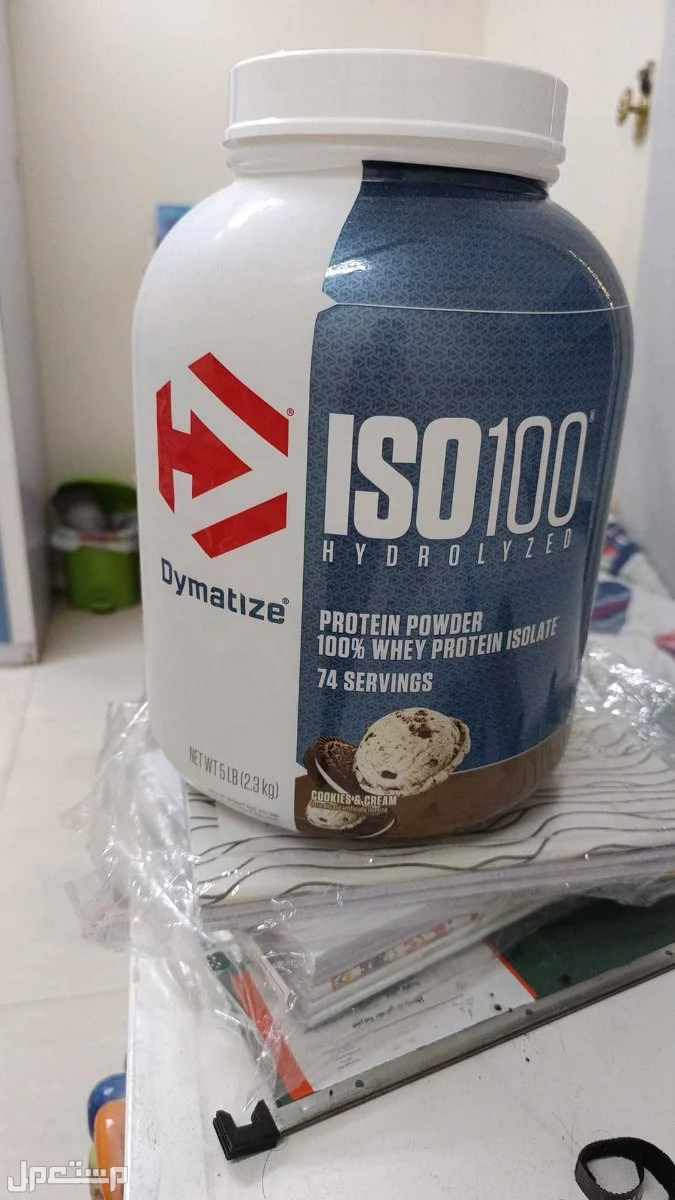 Dymatize®
ISO100®
HYDROLYZED
PROTEIN POWDER
100% WHEY PROTEIN ISOLATE
74 SERVINGS
NET WT 5 LB (2.3 kg)
COOKIES & CREAM
مستعمل